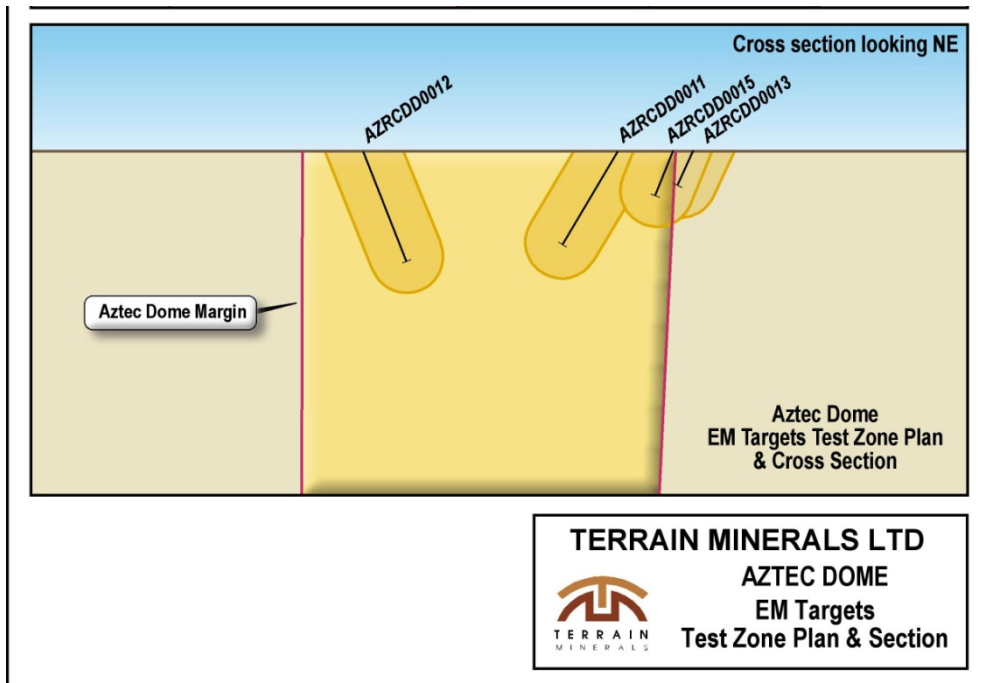 Cross section looking NE
AZRCDD0012
AZRCDD0011
AZRCDD0015
AZRCDD0013
Aztec Dome Margin
Aztec Dome
EM Targets Test Zone Plan
& Cross Section
TERRAIN MINERALS LTD
AZTEC DOME
EM Targets
Test Zone Plan & Section
TERRAIN
MINERALS